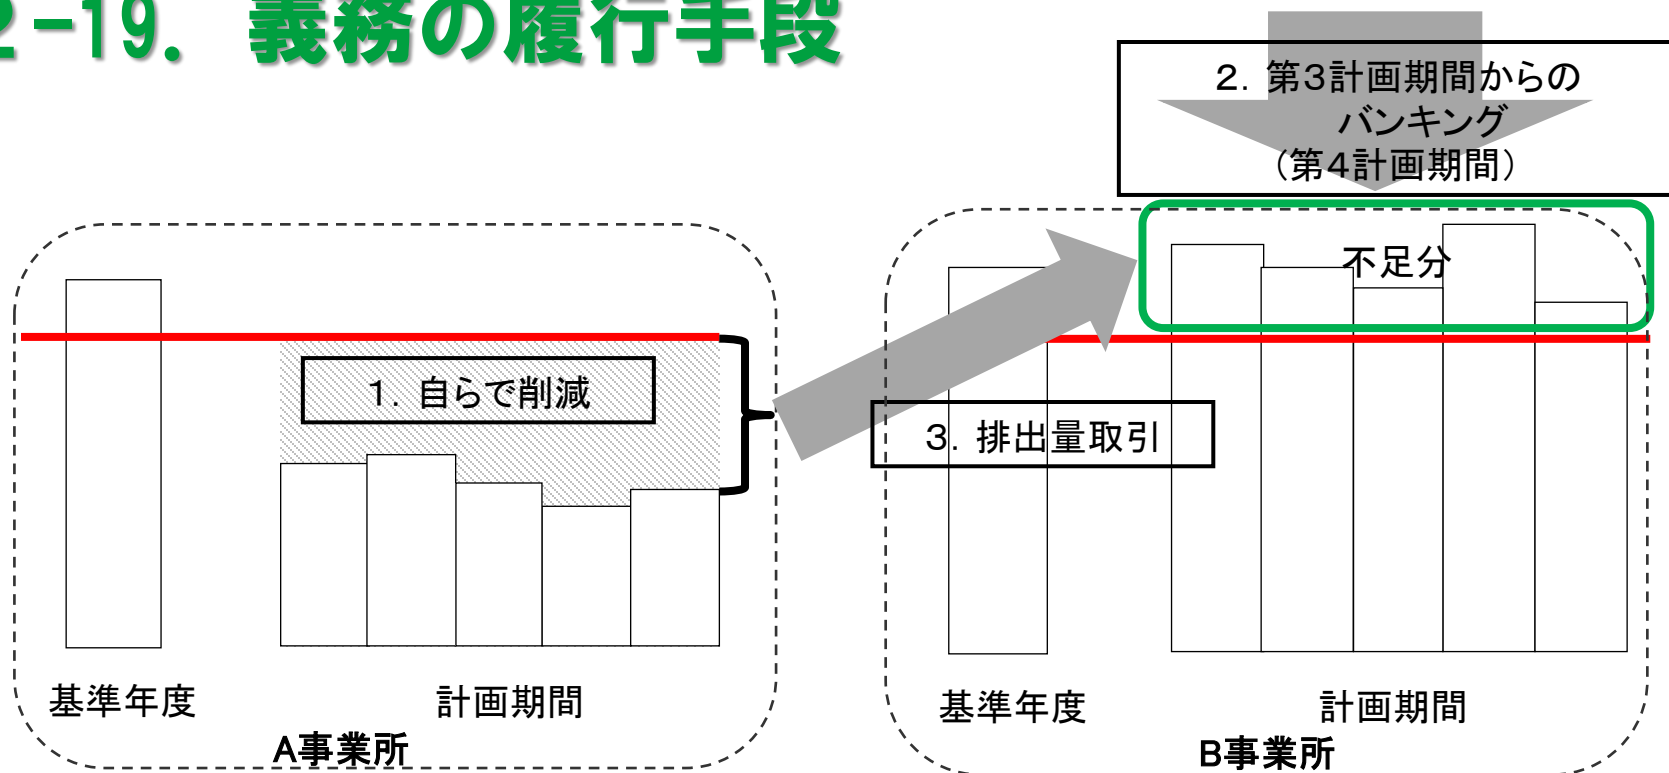 2-19. 義務の履行手段
2．第３計画期間からの
バンキング
（第４計画期間）
不足分
1．自らで削減
3．排出量取引
基準年度
計画期間
A事業所
基準年度
計画期間
B事業所